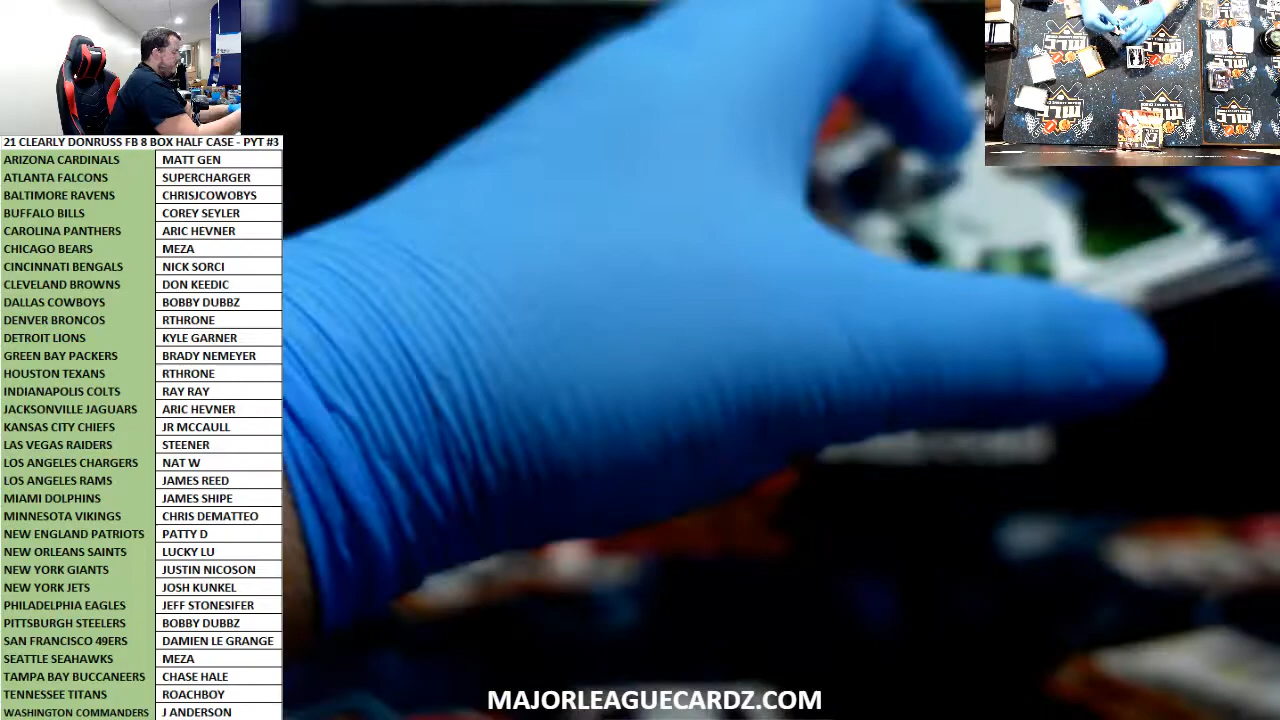 21 CLEARLY DONRUSS FB 8 BOX HALF CASE - PYT #3
ARIZONA CARDINALS MATT GEN
ATLANTA FALCONS SUPERCHARGER
BALTIMORE RAVENS CHRISJCOWOBYS
BUFFALO BILLS COREY SEYLER
CAROLINA PANTHERS ARIC HEVNER
CHICAGO BEARS MEZA
CINCINNATI BENGALS NICK SORCI
CLEVELAND BROWNS DON KEEDIC
DALLAS COWBOYS BOBBY DUBBZ
DENVER BRONCOS RTHRONE
DETROIT LIONS KYLE GARNER
GREEN BAY PACKERS BRADY NEMEYER
HOUSTON TEXANS RTHRONE
INDIANAPOLIS COLTS RAY RAY
JACKSONVILLE JAGUARS ARIC HEVNER
KANSAS CITY CHIEFS JR MCCAULL
LAS VEGAS RAIDERS STEENER
LOS ANGELES CHARGERS NAT W
LOS ANGELES RAMS JAMES REED
MIAMI DOLPHINS JAMES SHIPE
MINNESOTA VIKINGS CHRIS DEMATTEO
NEW ENGLAND PATRIOTS PATTY D
NEW ORLEANS SAINTS LUCKY LU
NEW YORK GIANTS JUSTIN NICOSON
NEW YORK JETS JOSH KUNKEL
PHILADELPHIA EAGLES JEFF STONESIFER
PITTSBURGH STEELERS BOBBY DUBBZ
SAN FRANCISCO 49ERS DAMIEN LE GRANGE
SEATTLE SEAHAWKS MEZA
TAMPA BAY BUCCANEERS CHASE HALE
TENNESSEE TITANS ROACHBOY
WASHINGTON COMMANDERS J ANDERSON
MAJORLEAGUECARDZ.COM